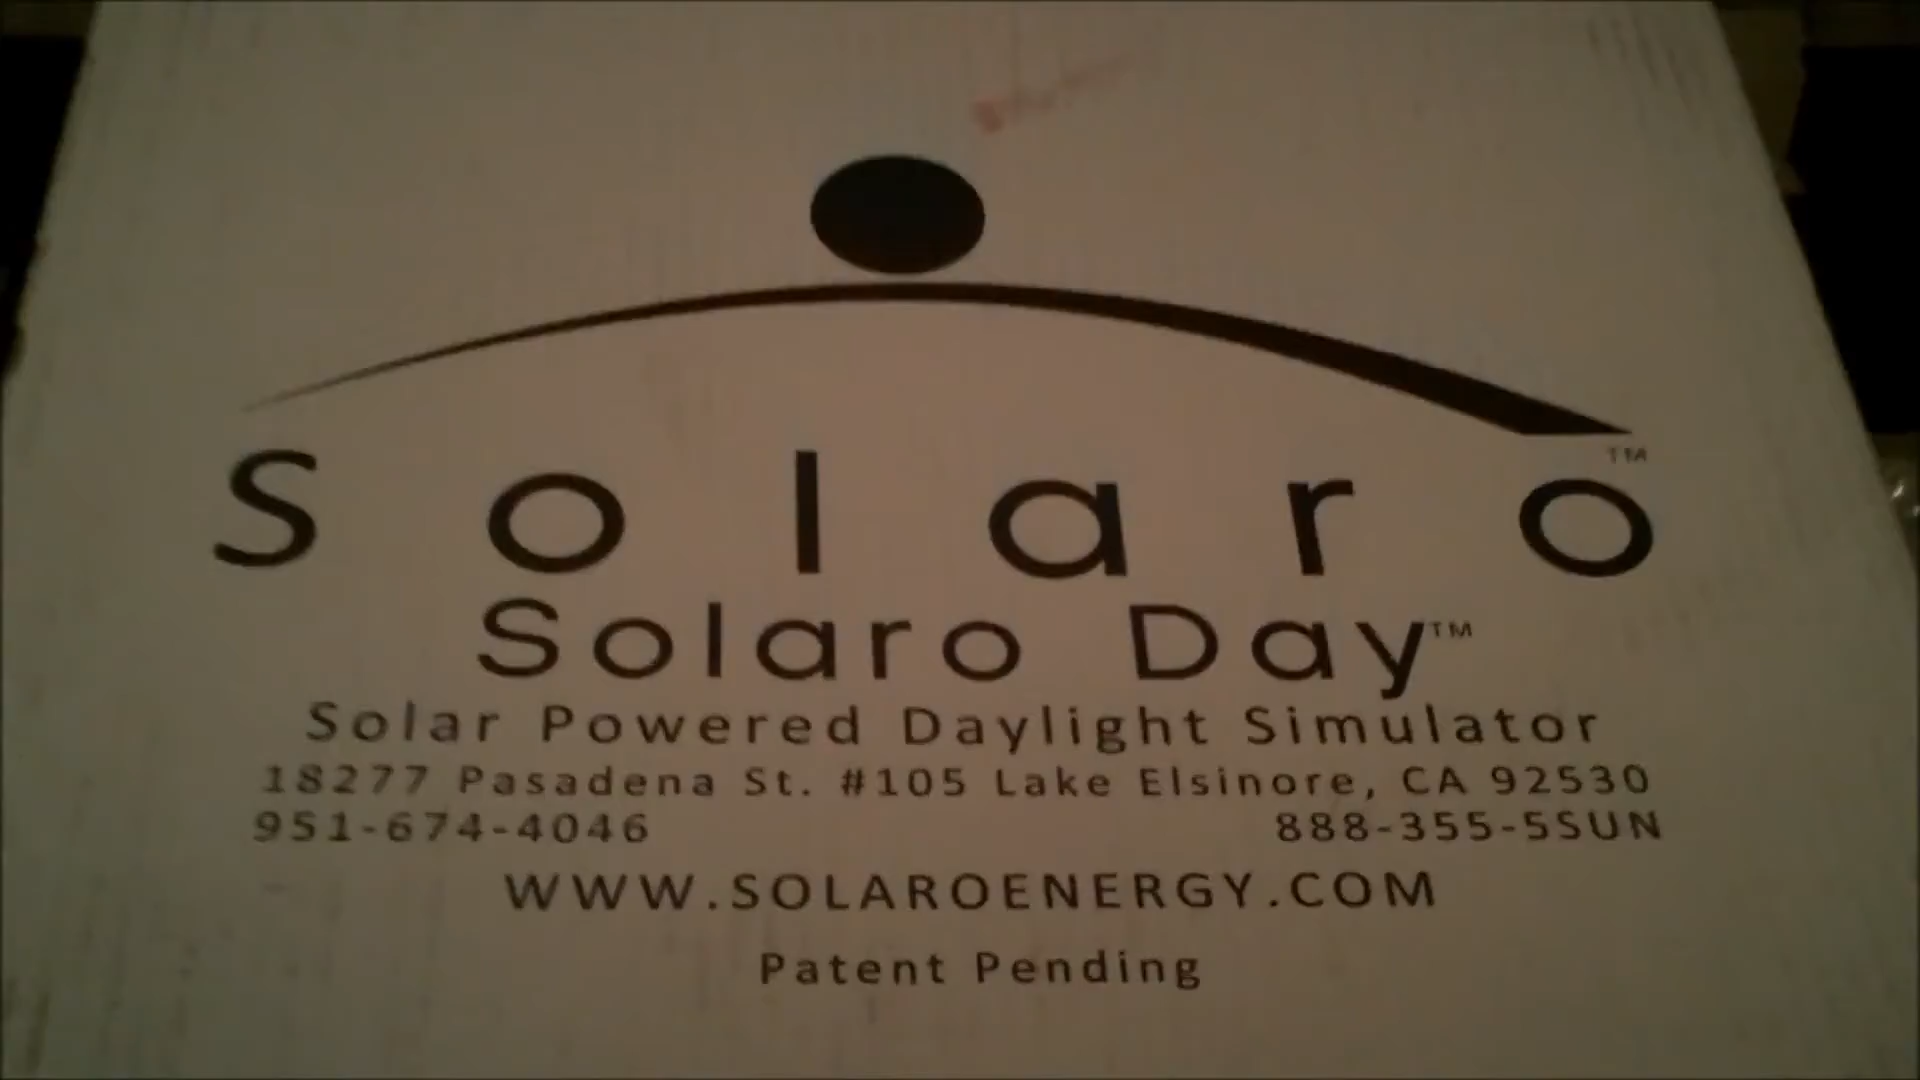 Solaro™
Solaro Day™
Solar Powered Daylight Simulator
18277 Pasadena St. #105 Lake Elsinore, CA 92530
951-674-4046 888-355-5SUN
WWW.SOLAROENERGY.COM
Patent Pending